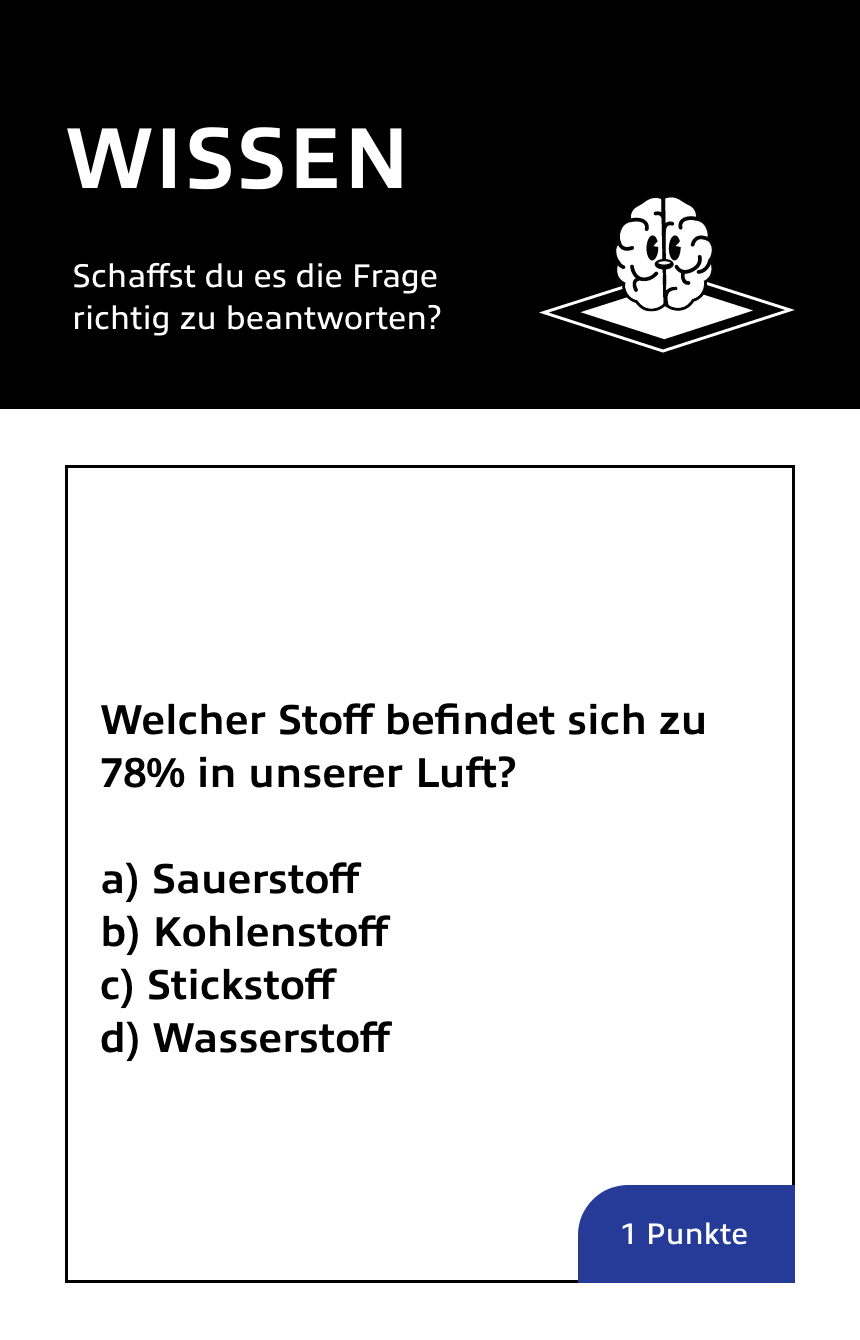 WISSEN
Schaffst du es die Frage
richtig zu beantworten?
Welcher Stoff befindet sich zu
78% in unserer Luft?
a) Sauerstoff
b) Kohlenstoff
c) Stickstoff
d) Wasserstoff
1 Punkte